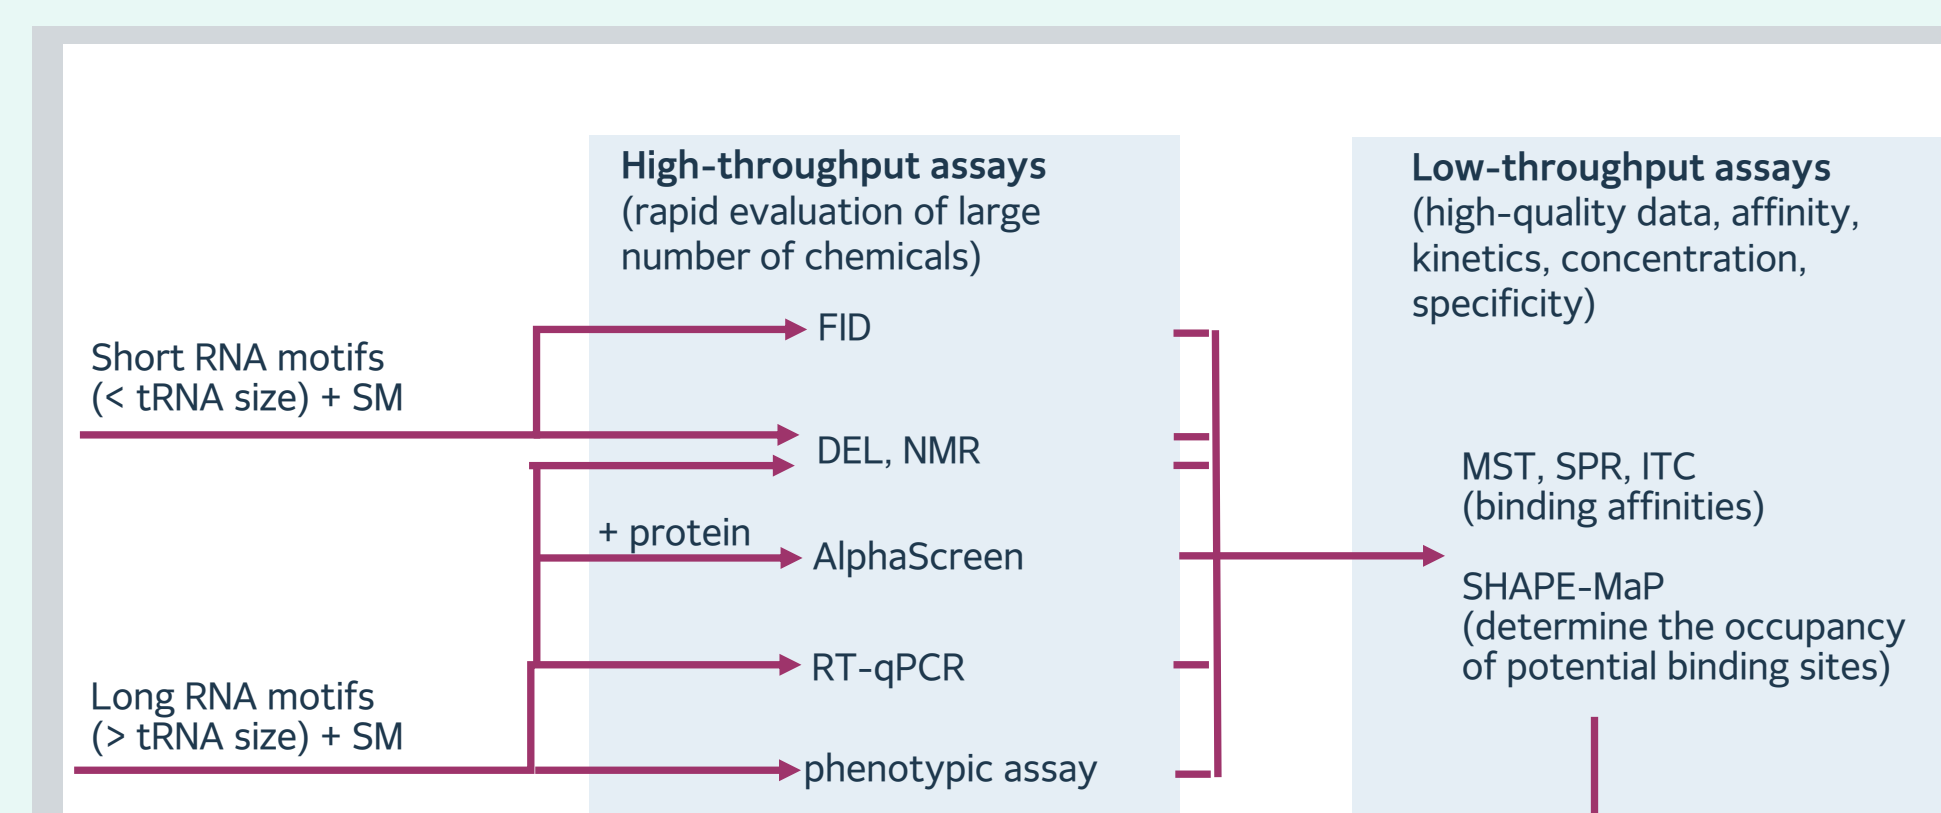 High-throughput assays
(rapid evaluation of large
number of chemicals)
Low-throughput assays
(high-quality data, affinity,
kinetics, concentration,
specificity)
Short RNA motifs
(< tRNA size) + SM
FID
DEL, NMR
+ protein
AlphaScreen
RT-qPCR
Long RNA motifs
(> tRNA size) + SM
phenotypic assay
MST, SPR, ITC
(binding affinities)
SHAPE-MaP
(determine the occupancy
of potential binding sites)